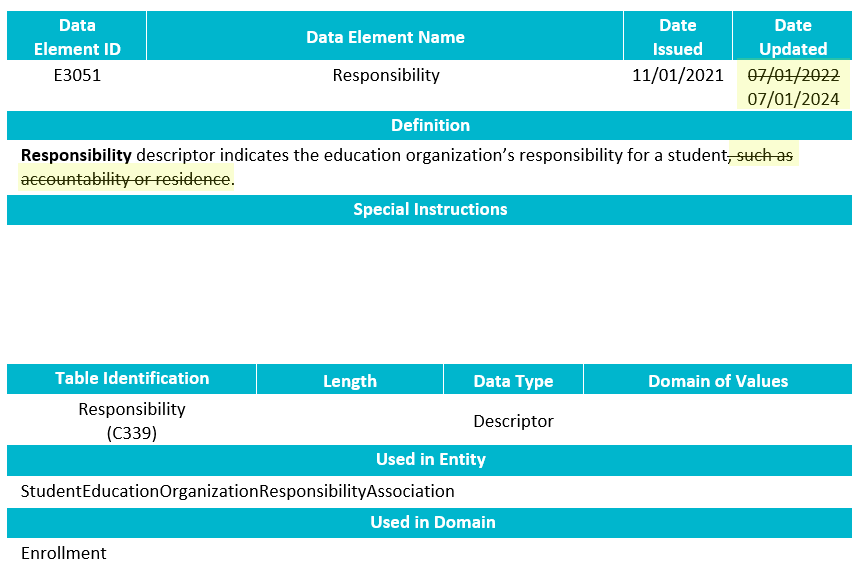 Data Element ID Data Element Name Date Issued Date Updated
E3051 Responsibility 11/01/2021 07/01/2022
07/01/2024
Definition
Responsibility descriptor indicates the education organization’s responsibility for a student, such as
accountability or residence.
Special Instructions
Table Identification Length Data Type Domain of Values
Responsibility
(C339) Descriptor
Used in Entity
StudentEducationOrganizationResponsibilityAssociation
Used in Domain
Enrollment